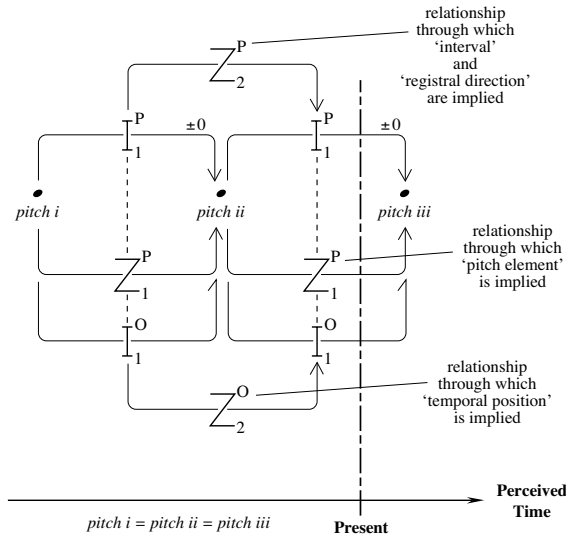 relationship
through which
‘interval’
and
‘registral direction’
are implied
P
2
P
±0
P
±0
1
1
pitch i
pitch ii
pitch iii
relationship
through which
‘pitch element’
is implied
P
P
1
1
O
O
1
1
relationship
through which
‘temporal position’
is implied
O
2
Perceived
Time
pitch i = pitch ii = pitch iii
Present